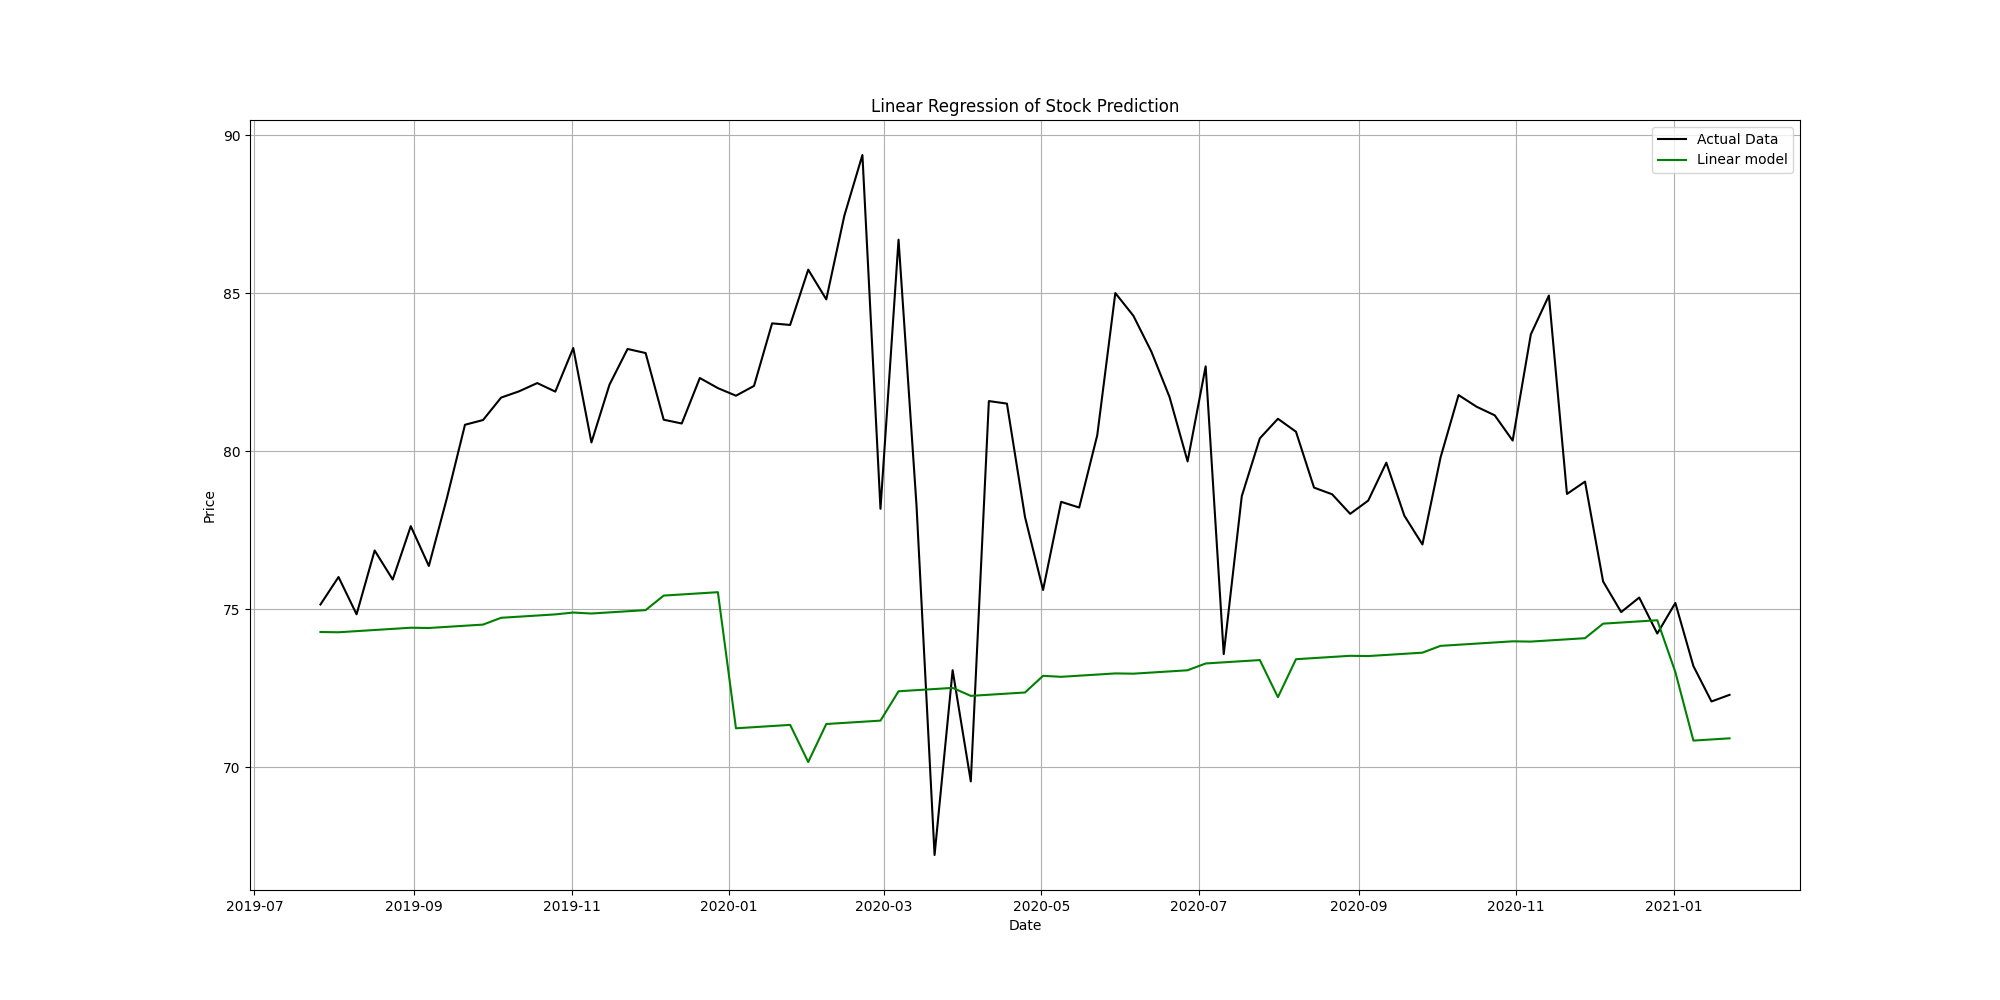 Linear Regression of Stock Prediction
Actual Data
Linear model
Price
90
85
80
75
70
2019-07 2019-09 2019-11 2020-01 2020-03 2020-05 2020-07 2020-09 2020-11 2021-01
Date